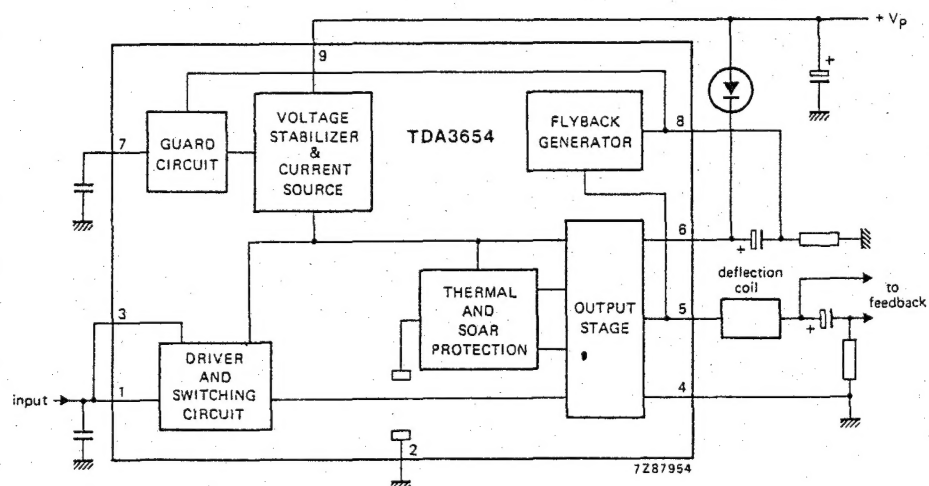 + VP
9
+
VOLTAGE
STABILIZER
&
CURRENT
SOURCE
TDA3654
FLYBACK
GENERATOR
8
7
GUARD
CIRCUIT
6
+
THERMAL
AND
SOAR
PROTECTION
OUTPUT
STAGE
5
deflection
coil
+
to
feedback
3
DRIVER
AND
SWITCHING
CIRCUIT
input
1
4
2
7Z87954